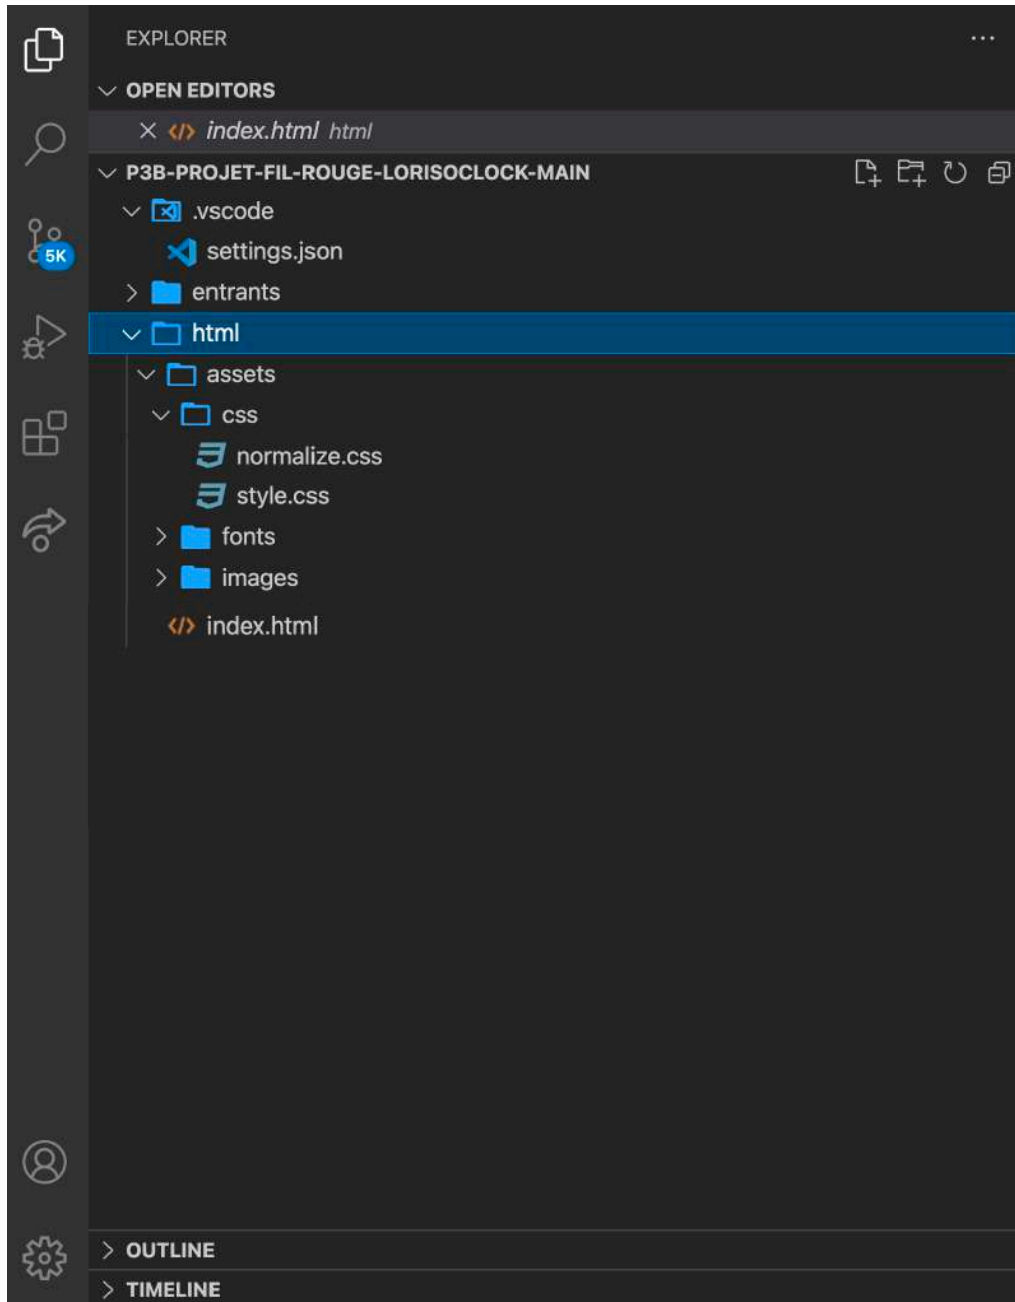 EXPLORER
OPEN EDITORS
index.html html
P3B-PROJET-FIL-ROUGE-LORISOCLOCK-MAIN
.vscode
5K
settings.json
entrants
html
assets
css
normalize.css
style.css
fonts
images
index.html
OUTLINE
TIMELINE